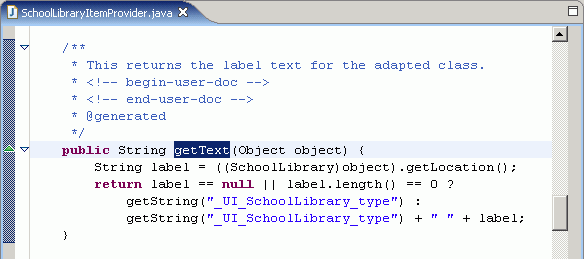 SchoolLibraryItemProvider.java
/**
 * This returns the label text for the adapted class.
 * <!-- begin-user-doc -->
 * <!-- end-user-doc -->
 * @generated
 */
public String getText(Object object) {
    String label = ((SchoolLibrary)object).getLocation();
    return label == null || label.length() == 0 ?
        getString("_UI_SchoolLibrary_type") :
        getString("_UI_SchoolLibrary_type") + " " + label;
}